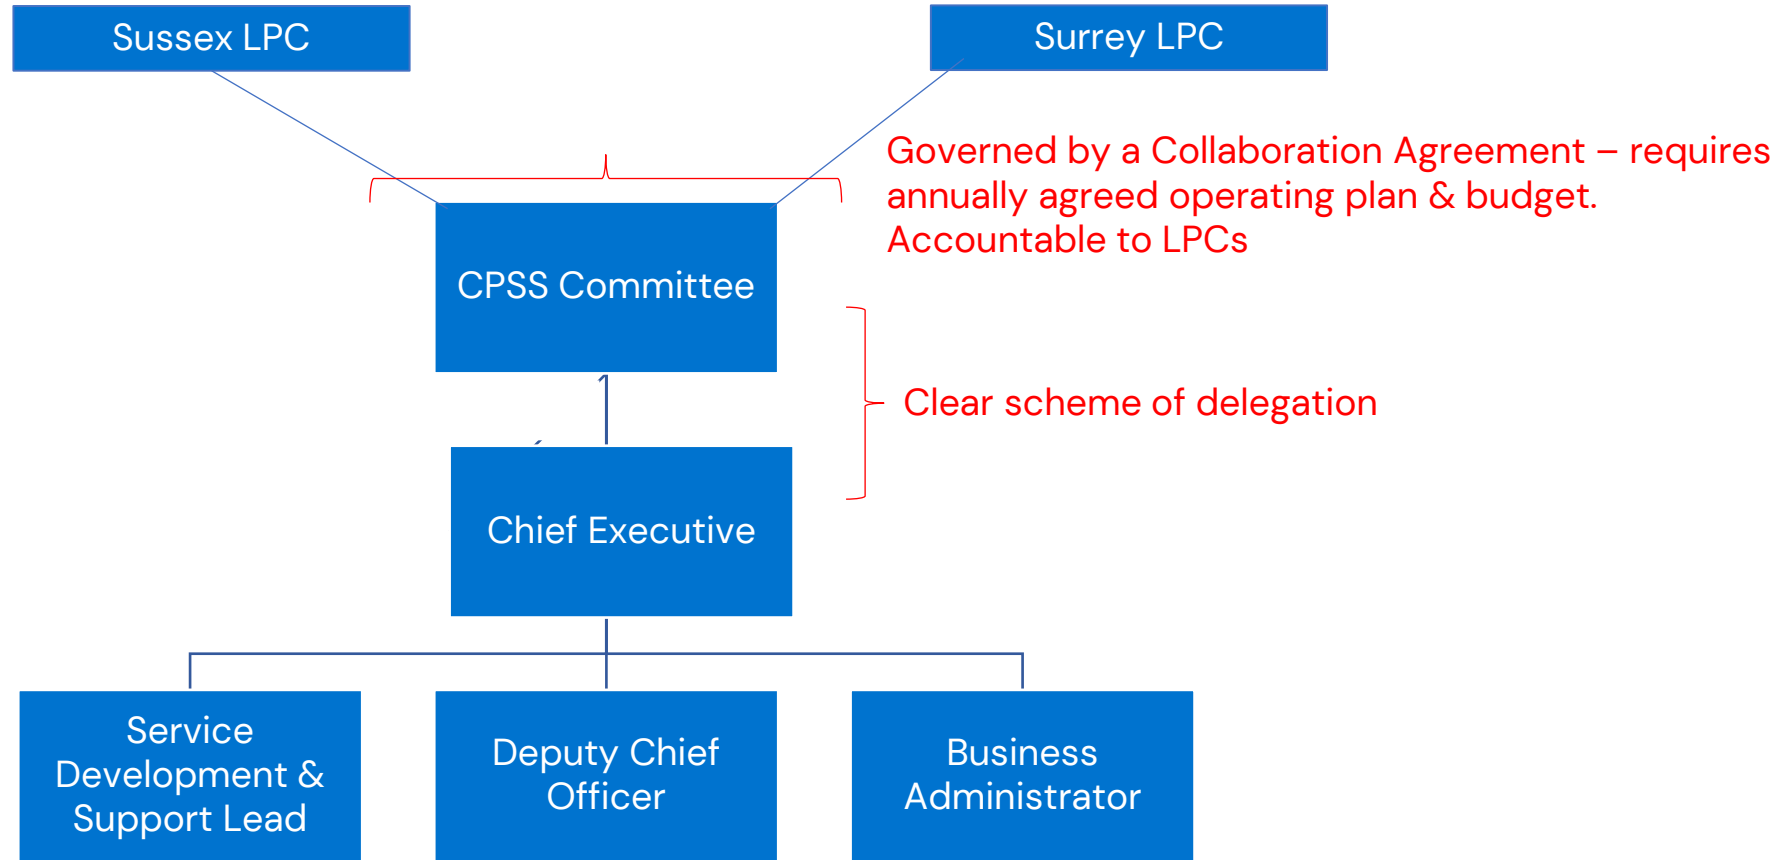 Sussex LPC
Surrey LPC
Governed by a Collaboration Agreement – requires
annually agreed operating plan & budget.
Accountable to LPCs
CPSS Committee
Clear scheme of delegation
Chief Executive
Service
Development &
Support Lead
Deputy Chief
Officer
Business
Administrator